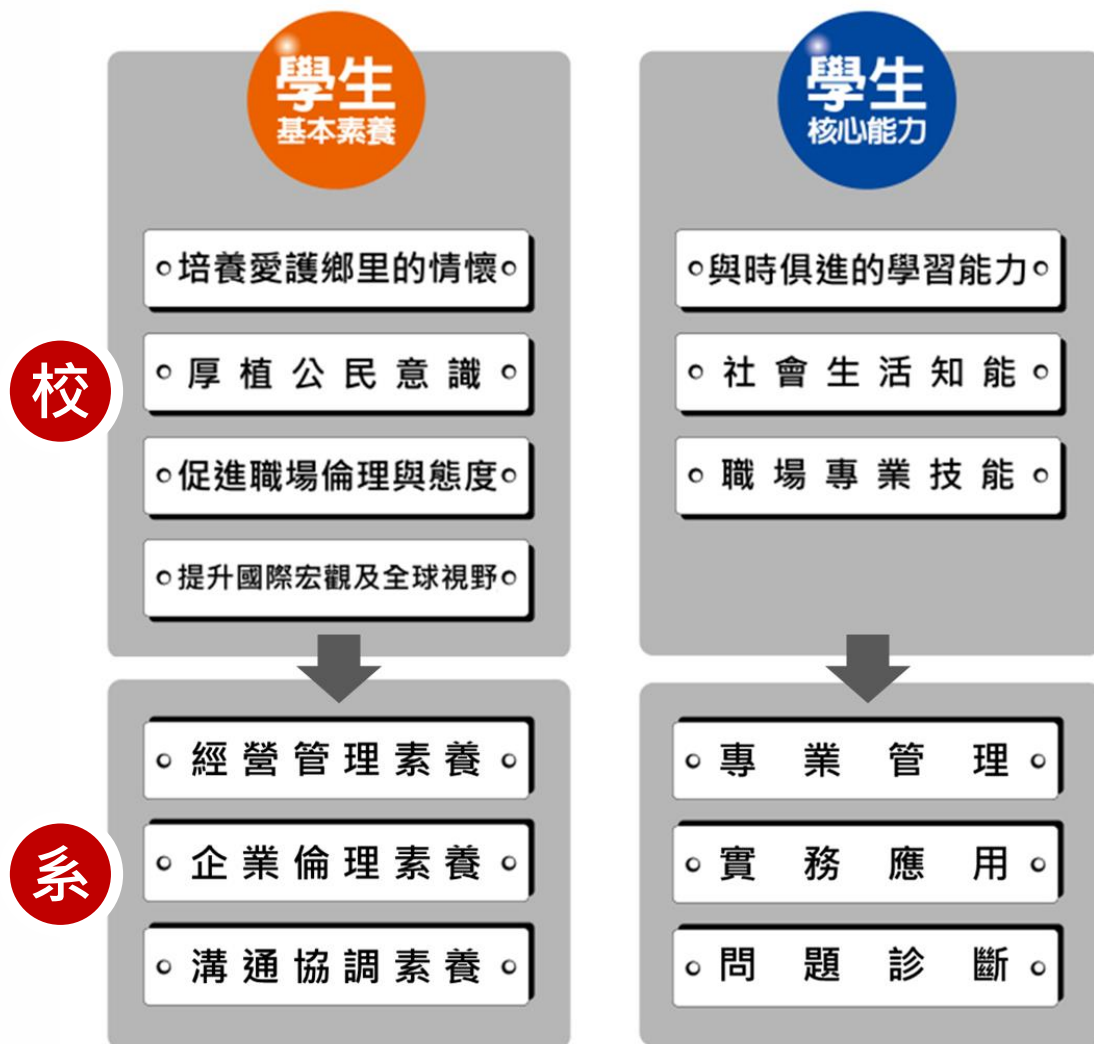 學生
基本素養
培養愛護鄉里的情懷
厚植公民意識
促進職場倫理與態度
提升國際宏觀及全球視野
學生
核心能力
與時俱進的學習能力
社會生活知能
職場專業技能
校
經營管理素養
企業倫理素養
溝通協調素養
專業管理
實務應用
問題診斷
系